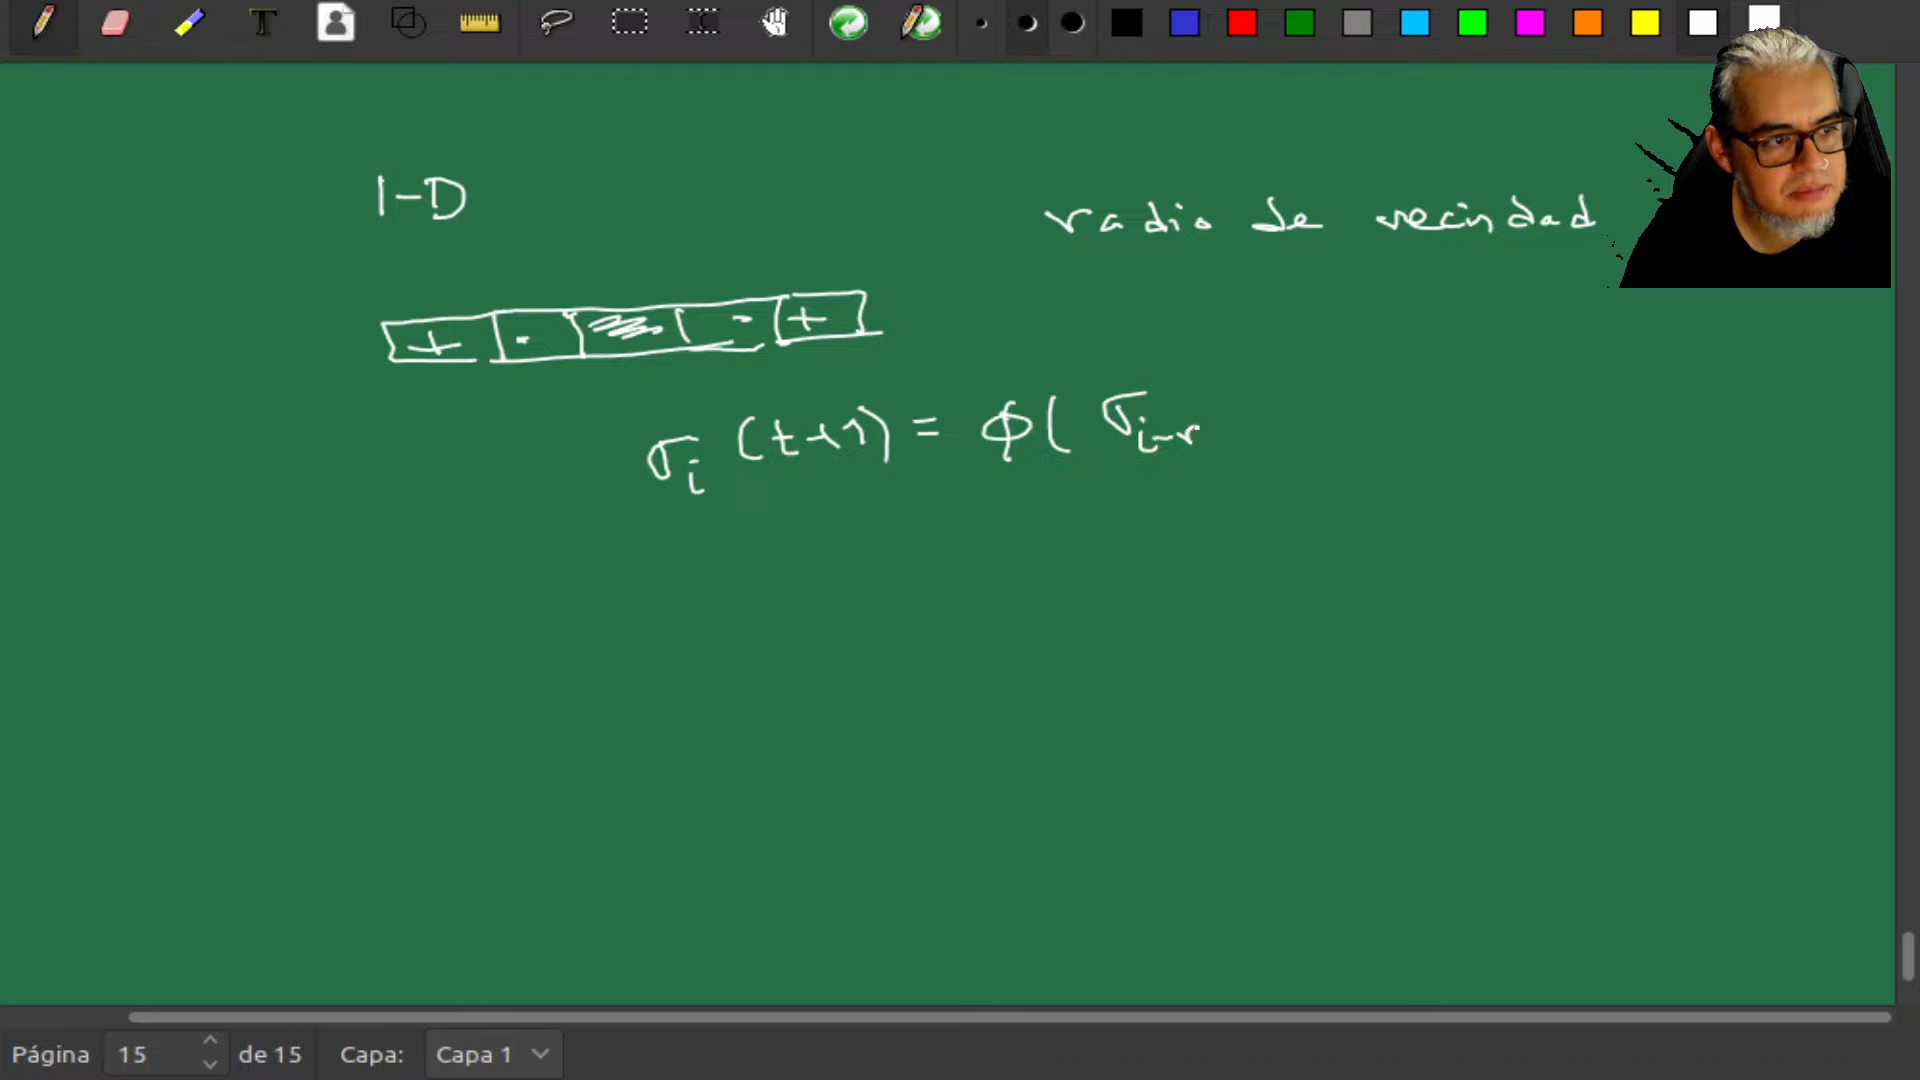 1-D
radio de vecindad
+ - - +
σi (t+1) = φ( σi-r
Página 15 de 15 Capa: Capa 1